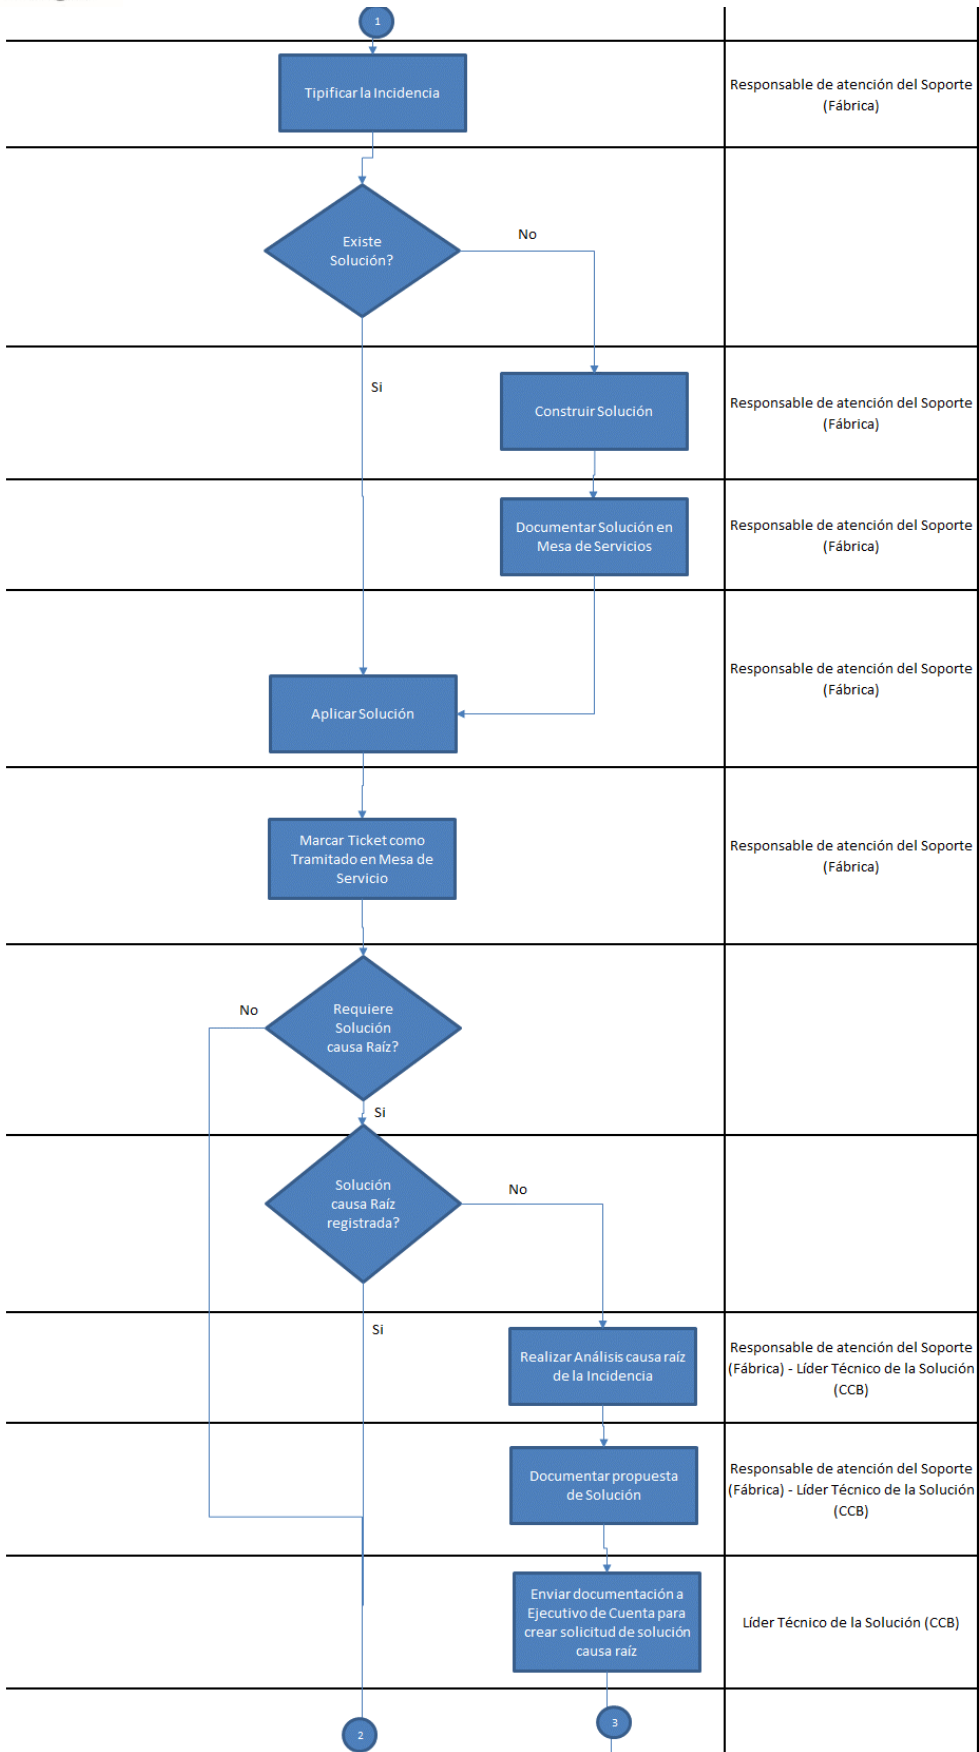 1
Tipificar la Incidencia
Responsable de atención del Soporte
(Fábrica)
Existe
Solución?
No
Si
Construir Solución
Responsable de atención del Soporte
(Fábrica)
Documentar Solución en
Mesa de Servicios
Responsable de atención del Soporte
(Fábrica)
Aplicar Solución
Responsable de atención del Soporte
(Fábrica)
Marcar Ticket como
Tramitado en Mesa de
Servicio
Responsable de atención del Soporte
(Fábrica)
Requiere
Solución
causa Raíz?
No
Si
Solución
causa Raíz
registrada?
No
Si
Realizar Análisis causa raíz
de la Incidencia
Responsable de atención del Soporte
(Fábrica) - Líder Técnico de la Solución
(CCB)
Documentar propuesta
de Solución
Responsable de atención del Soporte
(Fábrica) - Líder Técnico de la Solución
(CCB)
Enviar documentación a
Ejecutivo de Cuenta para
crear solicitud de solución
causa raíz
Líder Técnico de la Solución (CCB)
2
3